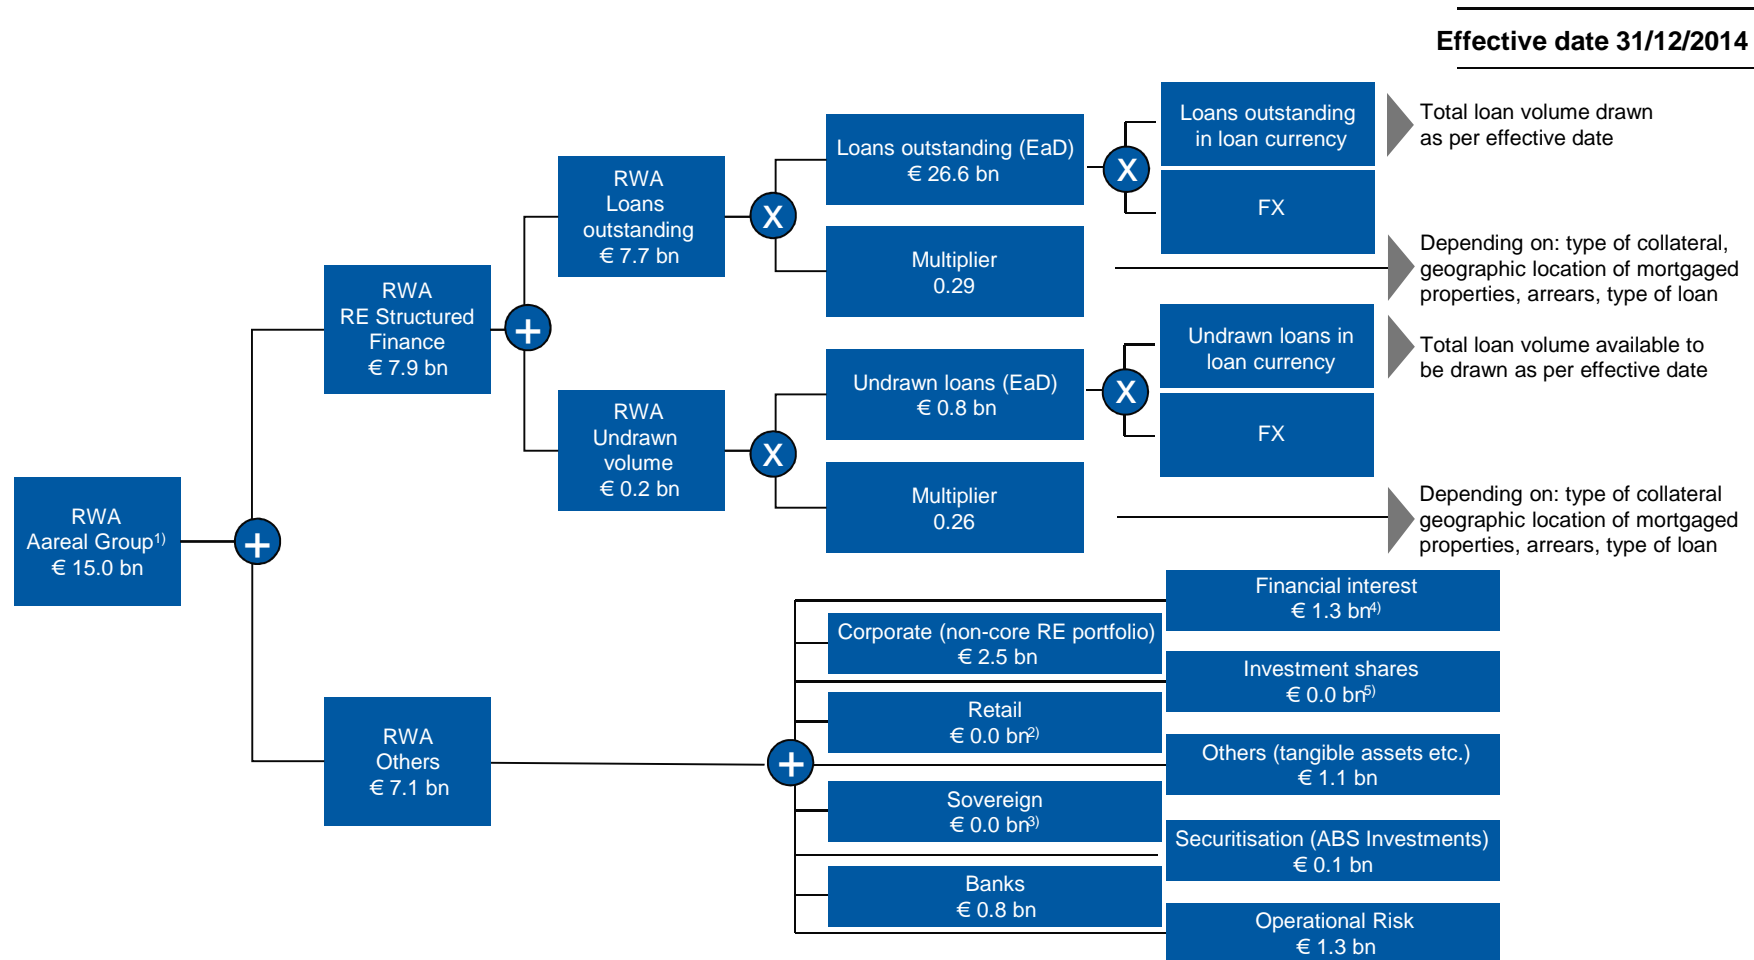 Effective date 31/12/2014
RWA
Aareal Group1)
€ 15.0 bn
+
RWA
RE Structured
Finance
€ 7.9 bn
+
RWA
Loans
outstanding
€ 7.7 bn
X
Loans outstanding (EaD)
€ 26.6 bn
X
Loans outstanding
in loan currency
Total loan volume drawn
as per effective date
FX
Multiplier
0.29
Depending on: type of collateral,
geographic location of mortgaged
properties, arrears, type of loan
RWA
Undrawn
volume
€ 0.2 bn
X
Undrawn loans (EaD)
€ 0.8 bn
X
Undrawn loans in
loan currency
Total loan volume available to
be drawn as per effective date
FX
Multiplier
0.26
Depending on: type of collateral
geographic location of mortgaged
properties, arrears, type of loan
RWA
Others
€ 7.1 bn
+
Financial interest
€ 1.3 bn4)
Corporate (non-core RE portfolio)
€ 2.5 bn
Investment shares
€ 0.0 bn5)
Retail
€ 0.0 bn2)
Others (tangible assets etc.)
€ 1.1 bn
Sovereign
€ 0.0 bn3)
Securitisation (ABS Investments)
€ 0.1 bn
Banks
€ 0.8 bn
Operational Risk
€ 1.3 bn